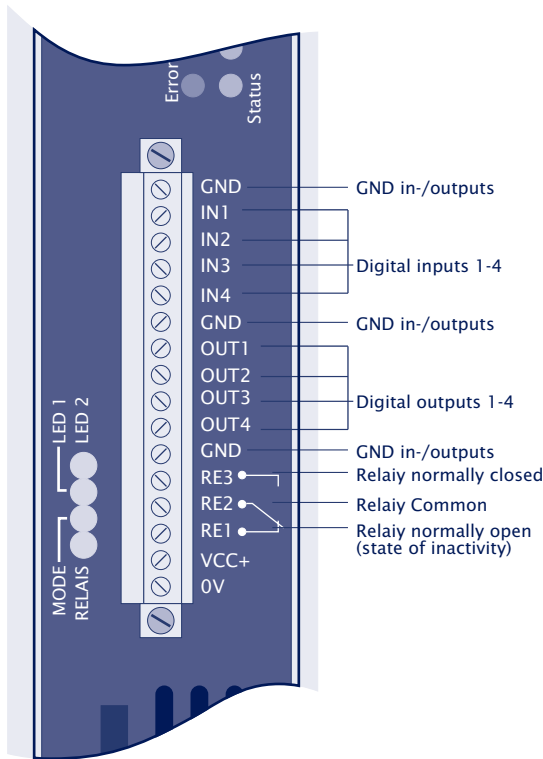 Error
Status
GND
GND in-/outputs
IN1
IN2
IN3
Digital inputs 1-4
IN4
GND
GND in-/outputs
OUT1
OUT2
OUT3
Digital outputs 1-4
OUT4
GND
GND in-/outputs
RE3
Relaiy normally closed
RE2
Relaiy Common
RE1
Relaiy normally open
(state of inactivity)
VCC+
0V
LED 1
LED 2
MODE
RELAIS